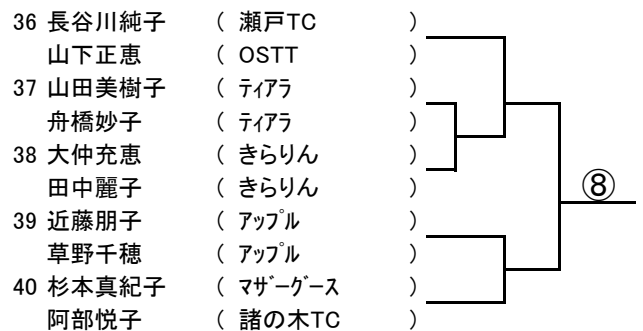 36 長谷川純子 ( 瀬戸TC )
山下正恵 ( OSTT )
37 山田美樹子 ( ティアラ )
舟橋妙子 ( ティアラ )
38 大仲充恵 ( きらりん )
田中麗子 ( きらりん )
⑧
39 近藤朋子 ( アップル )
草野千穂 ( アップル )
40 杉本真紀子 ( マザーグース )
阿部悦子 ( 諸の木TC )